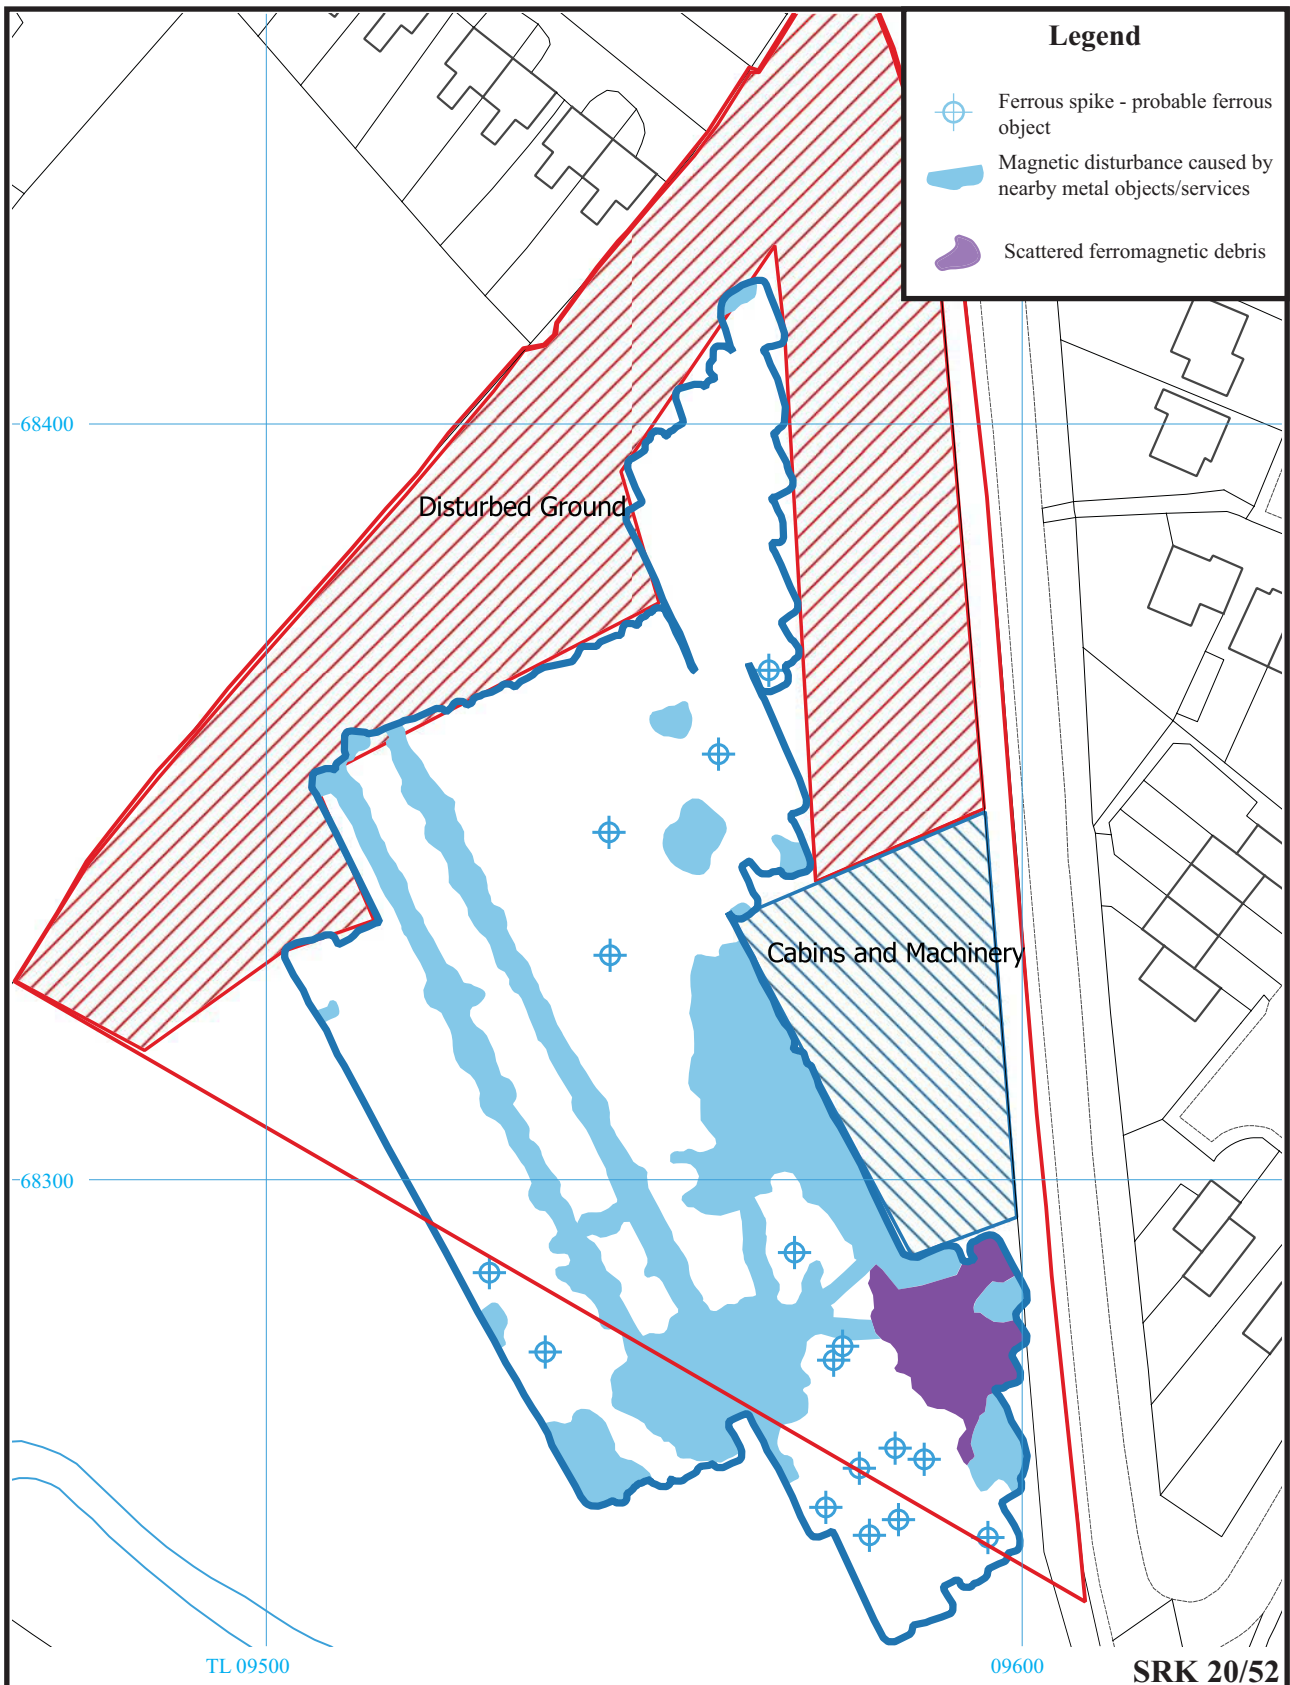 Legend
Ferrous spike - probable ferrous
object
Magnetic disturbance caused by
nearby metal objects/services
Scattered ferromagnetic debris
68400
Disturbed Ground
Cabins and Machinery
68300
TL 09500
09600
SRK 20/52